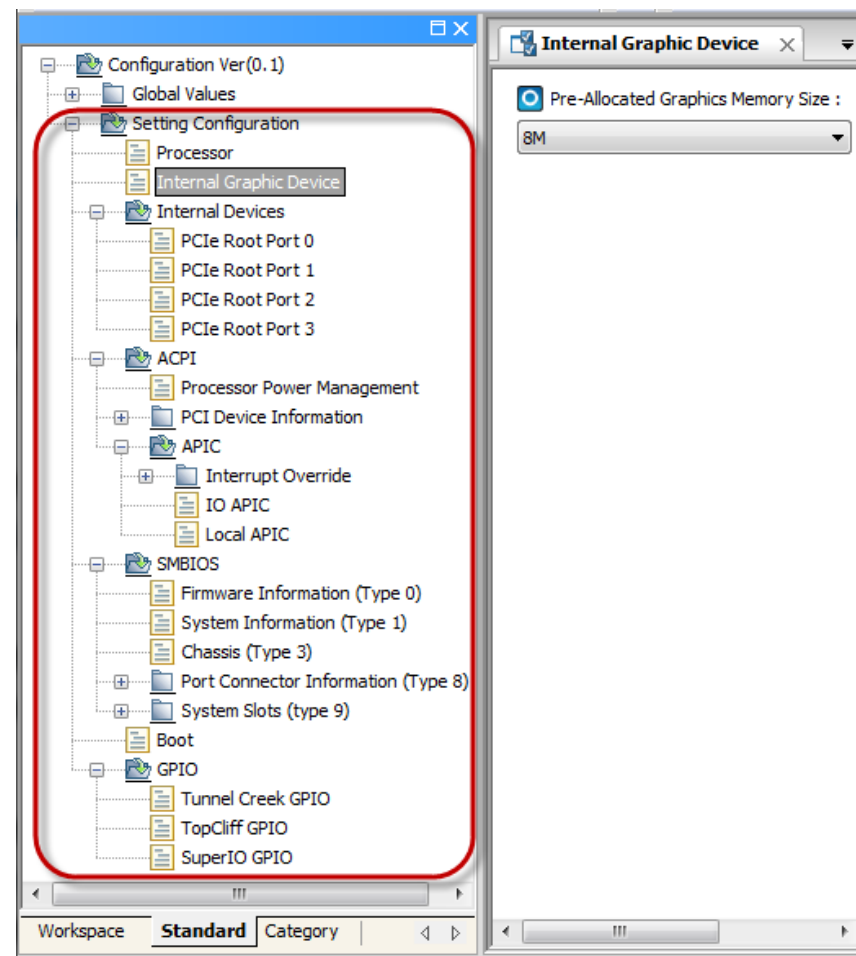 Configuration Ver(0.1)
Global Values
Setting Configuration
Processor
Internal Graphic Device
Internal Devices
PCIe Root Port 0
PCIe Root Port 1
PCIe Root Port 2
PCIe Root Port 3
ACPI
Processor Power Management
PCI Device Information
APIC
Interrupt Override
IO APIC
Local APIC
SMBIOS
Firmware Information (Type 0)
System Information (Type 1)
Chassis (Type 3)
Port Connector Information (Type 8)
System Slots (type 9)
Boot
GPIO
Tunnel Creek GPIO
TopCliff GPIO
SuperIO GPIO
Workspace Standard Category
Internal Graphic Device
Pre-Allocated Graphics Memory Size :
8M